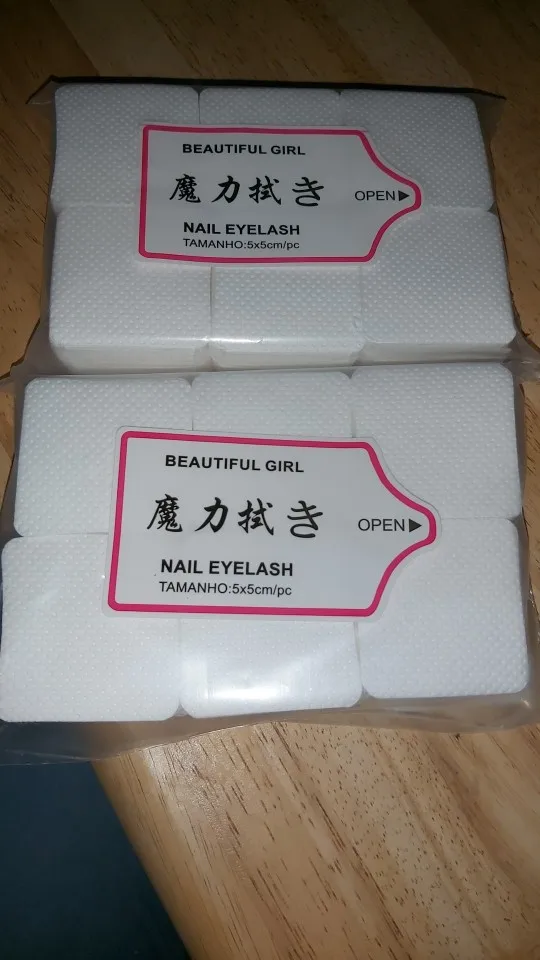 BEAUTIFUL GIRL
魔力拭き
OPEN▶
NAIL EYELASH
TAMANHO:5x5cm/pc
BEAUTIFUL GIRL
魔力拭き
OPEN▶
NAIL EYELASH
TAMANHO:5x5cm/pc